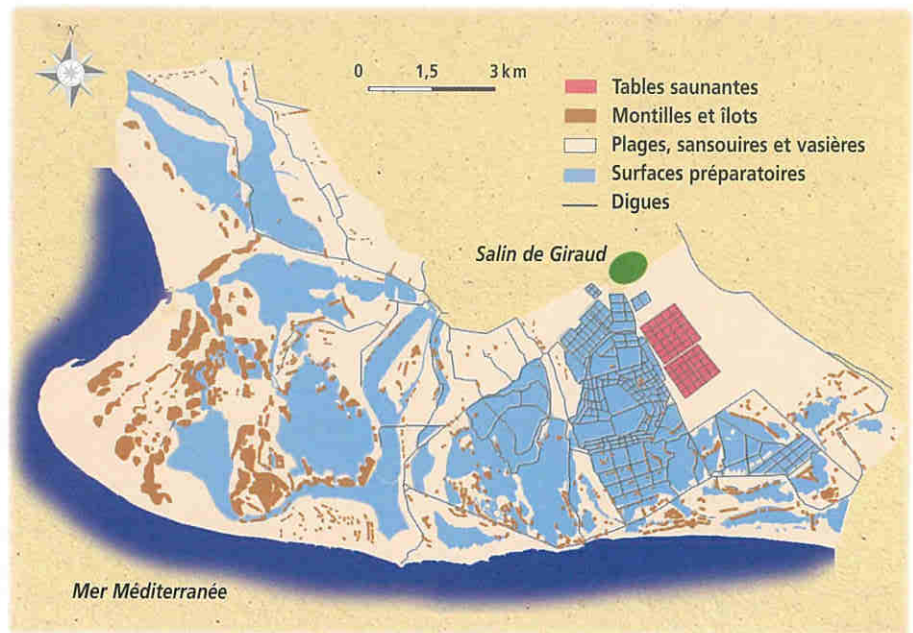 N
0 1,5 3 km
Tables saunantes
Montilles et îlots
Plages, sansouires et vasières
Surfaces préparatoires
Digues
Salin de Giraud
Mer Méditerranée